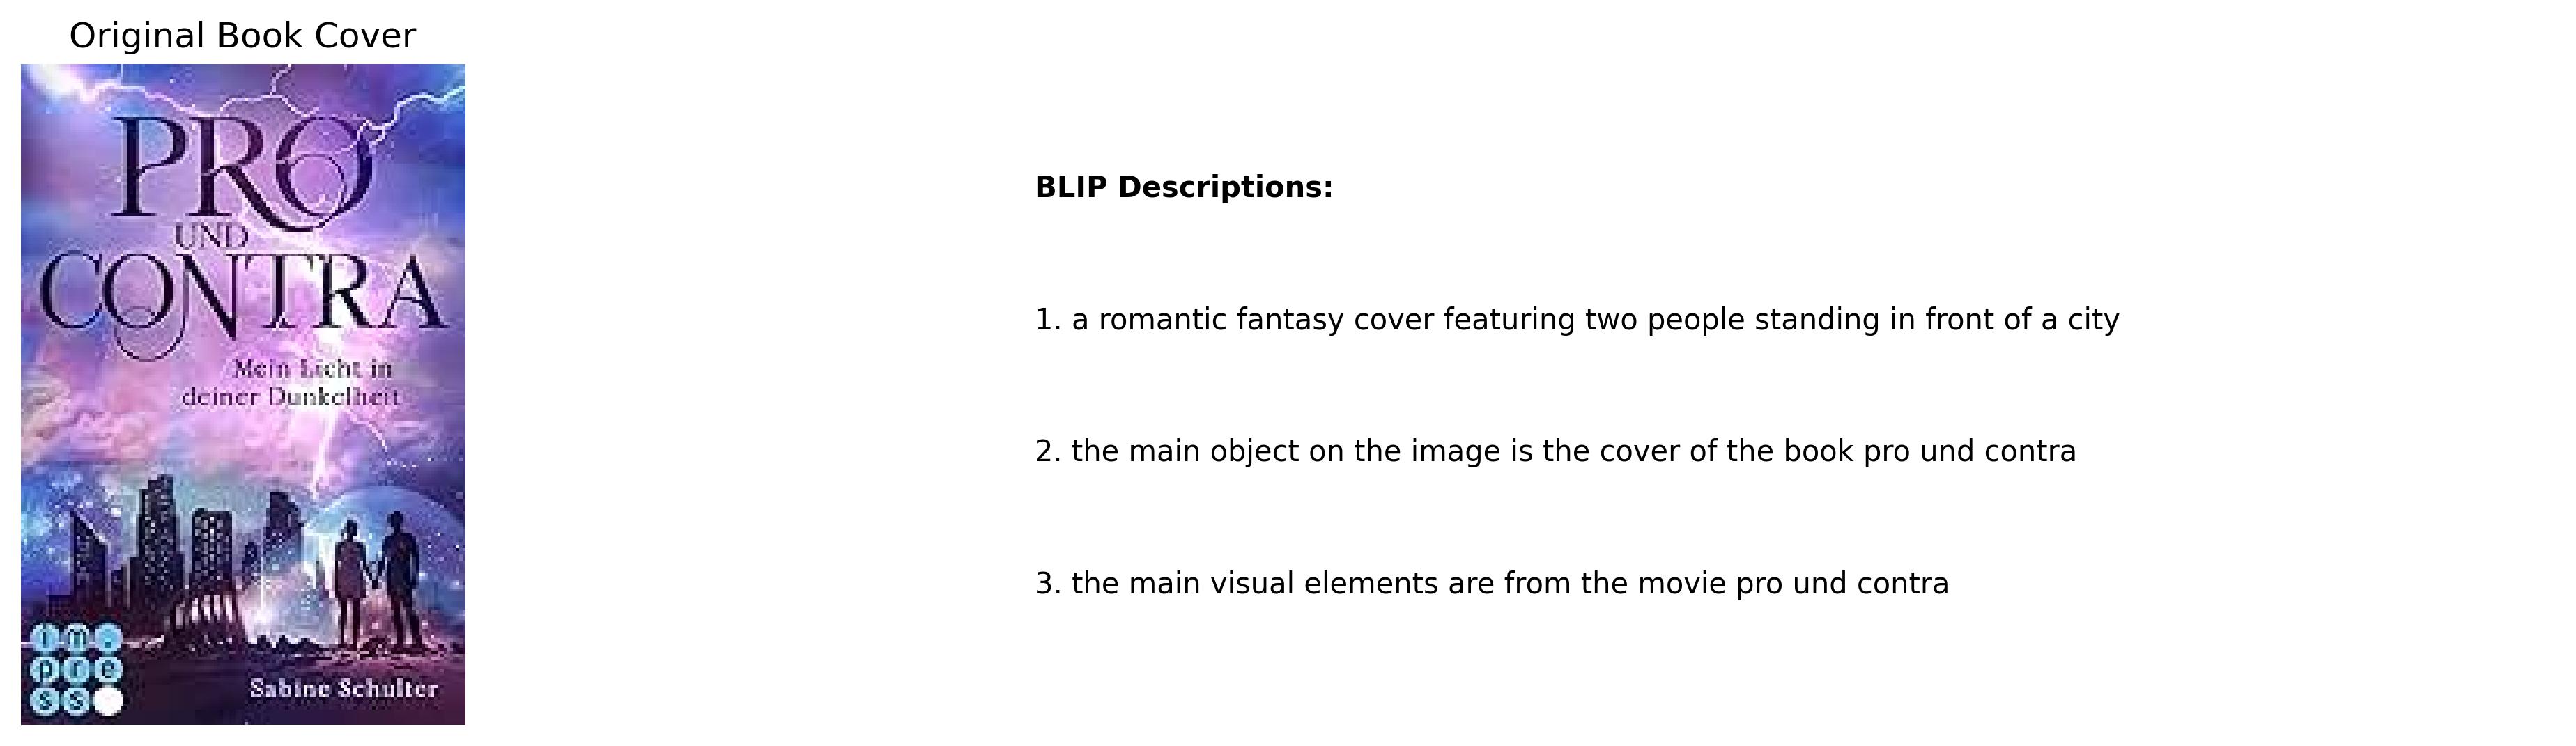 Original Book Cover
PRO
UND
CONTRA
Mein Licht in
deiner Dunkelheit
im.
pre
ss
Sabine Schulter
BLIP Descriptions:
1. a romantic fantasy cover featuring two people standing in front of a city
2. the main object on the image is the cover of the book pro und contra
3. the main visual elements are from the movie pro und contra